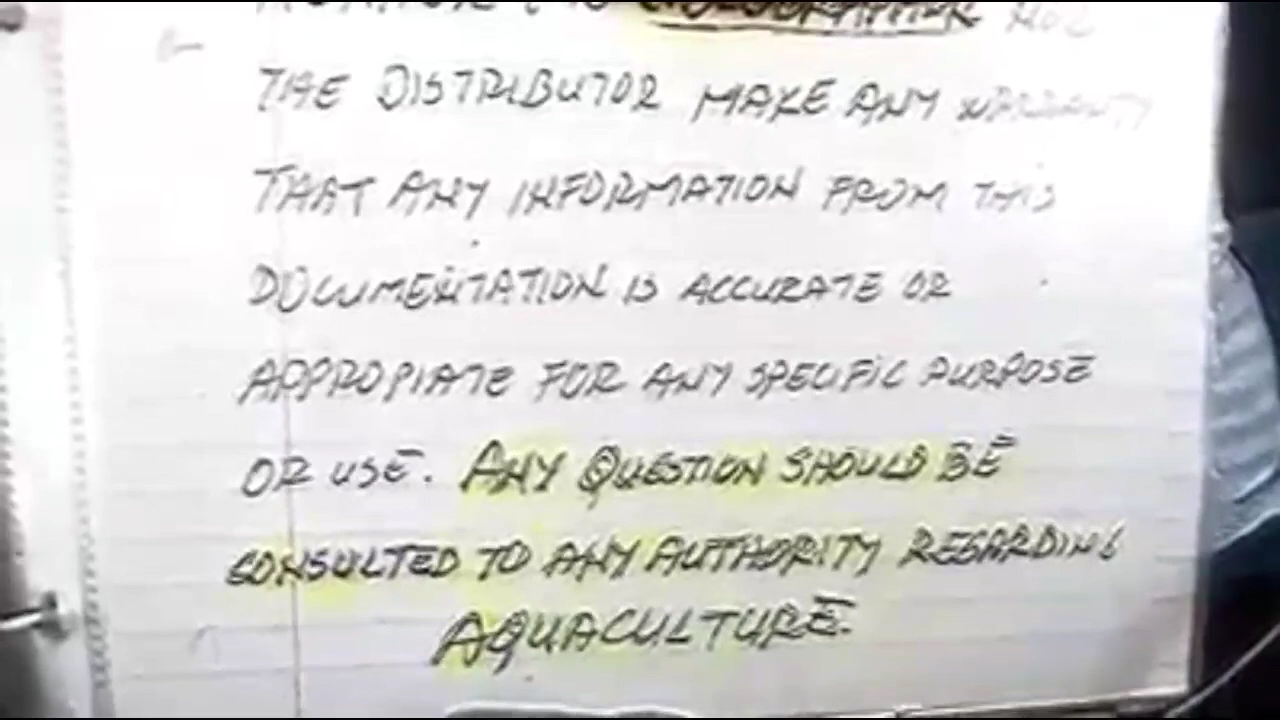 NOR
THE DISTRIBUTOR MAKE ANY WARRANTY
THAT ANY INFORMATION FROM THIS
DOCUMENTATION IS ACCURATE OR
APPROPIATE FOR ANY SPECIFIC PURPOSE
OR USE. ANY QUESTION SHOULD BE
CONSULTED TO ANY AUTHORITY REGARDING
AQUACULTURE.